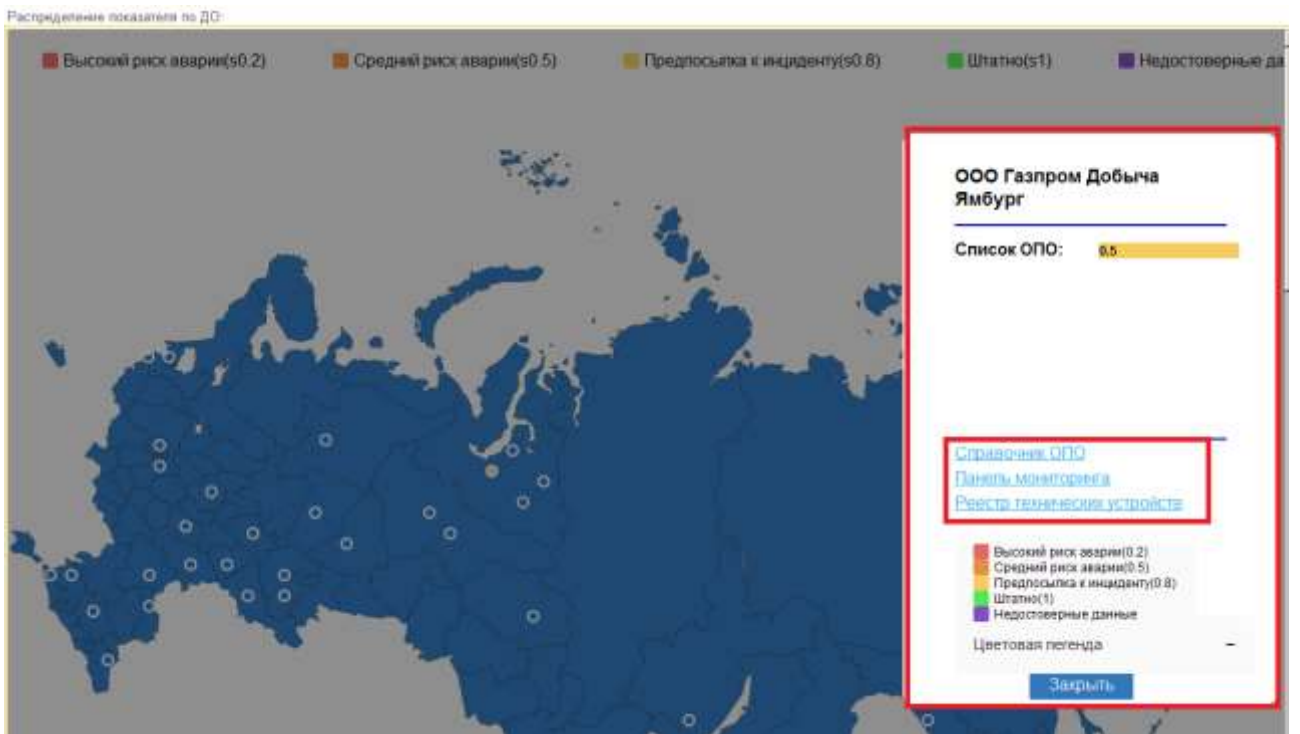 Распределение показателя по ДО:
Высокий риск аварии(s0.2) Средний риск аварии(s0.5) Предпосылка к инциденту(s0.8) Штатно(s1) Недостоверные да
ООО Газпром Добыча
Ямбург
Список ОПО: 0,5
Справочник ОПО
Панель мониторинга
Реестр технических устройств
Высокий риск аварии(0.2)
Средний риск аварии(0.5)
Предпосылка к инциденту(0.8)
Штатно(1)
Недостоверные данные
Цветовая легенда –
Закрыть